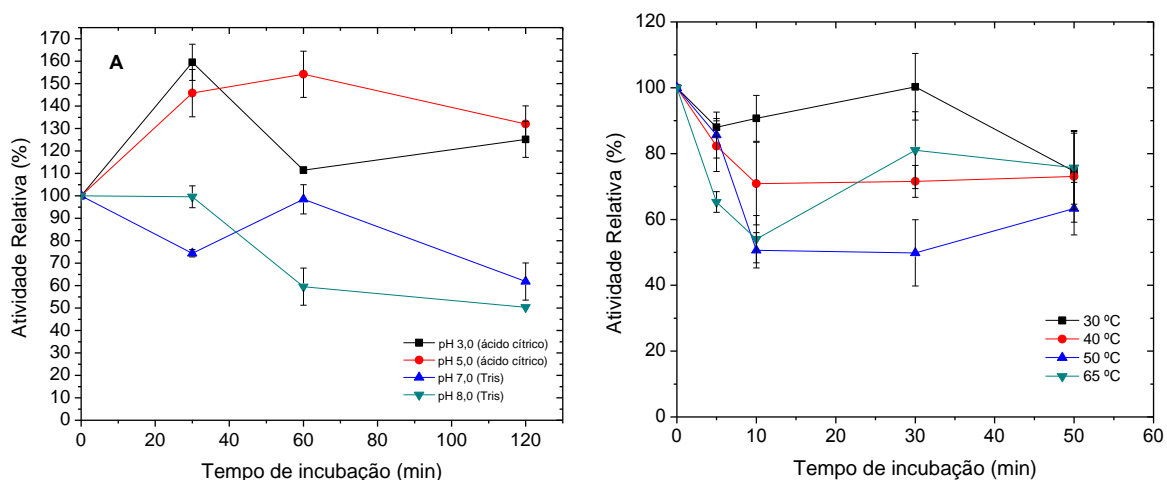 A
Atividade Relativa (%)
170
160
150
140
130
120
110
100
90
80
70
60
50
40
30
20
10
0
pH 3,0 (ácido cítrico)
pH 5,0 (ácido cítrico)
pH 7,0 (Tris)
pH 8,0 (Tris)
0 20 40 60 80 100 120
Tempo de incubação (min)
Atividade Relativa (%)
120
100
80
60
40
20
0
30 ºC
40 ºC
50 ºC
65 ºC
0 10 20 30 40 50 60
Tempo de incubação (min)